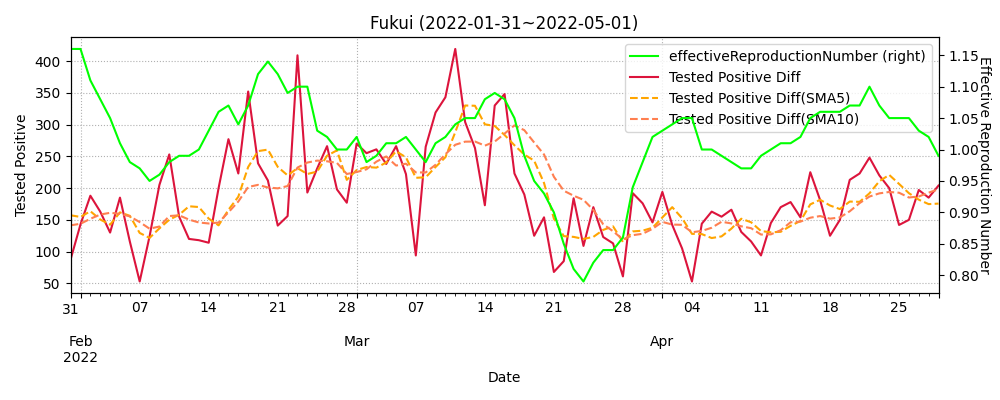 Fukui (2022-01-31~2022-05-01)
effectiveReproductionNumber (right)
Tested Positive Diff
Tested Positive Diff(SMA5)
Tested Positive Diff(SMA10)
Tested Positive
400
350
300
250
200
150
100
50
1.15
1.10
1.05
1.00
0.95
0.90
0.85
0.80
Effective Reproduction Number
31 07 14 21 28 07 14 21 28 04 11 18 25
Feb Mar Apr
2022
Date